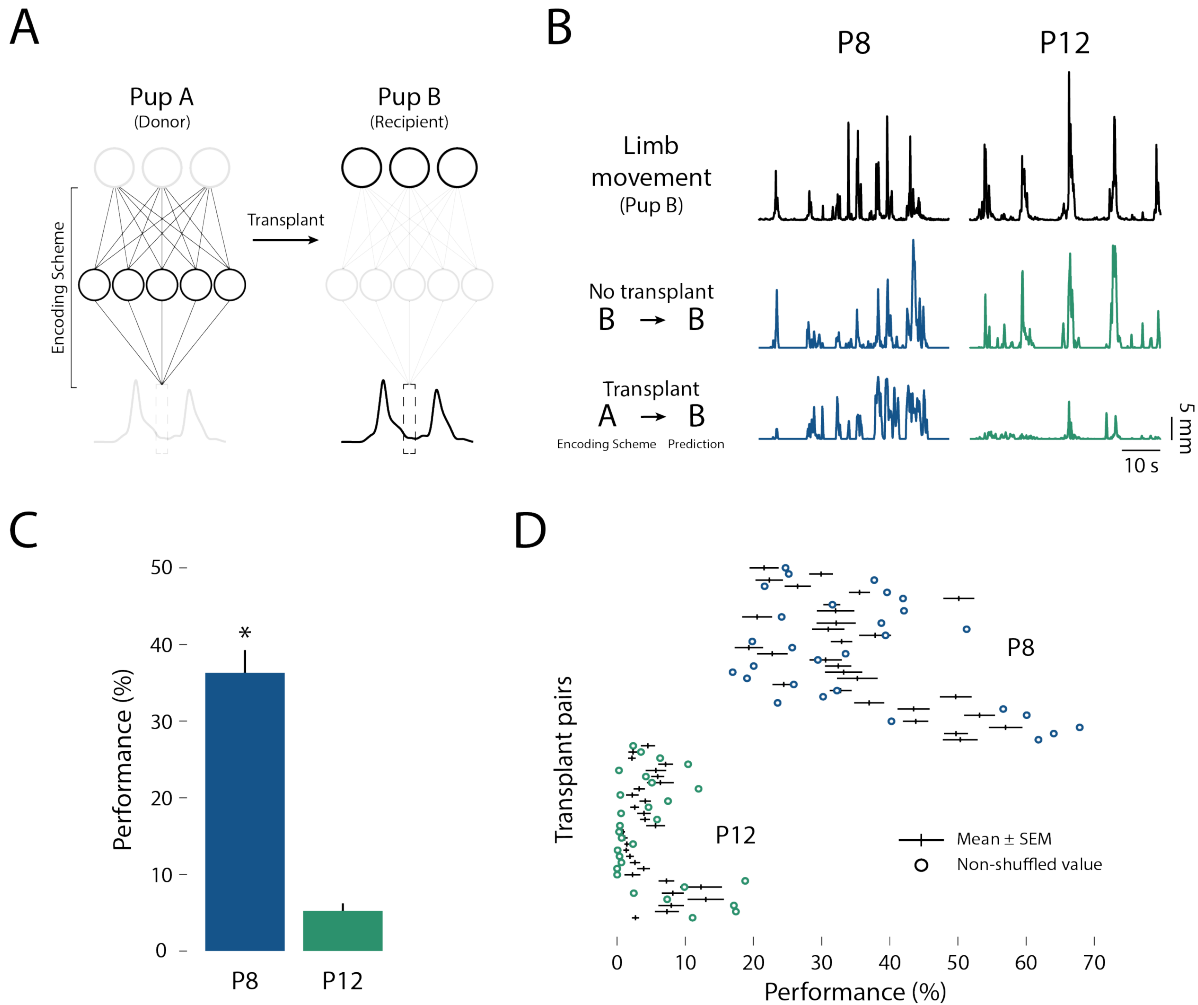 A
Pup A
(Donor)
Pup B
(Recipient)
Encoding Scheme
Transplant
B
P8
P12
Limb
movement
(Pup B)
No transplant
B → B
Transplant
A → B
Encoding Scheme Prediction
5 mm
10 s
C
Performance (%)
50
40
30
20
10
0
*
P8
P12
D
Transplant pairs
P8
P12
Mean ± SEM
Non-shuffled value
0 10 20 30 40 50 60 70
Performance (%)